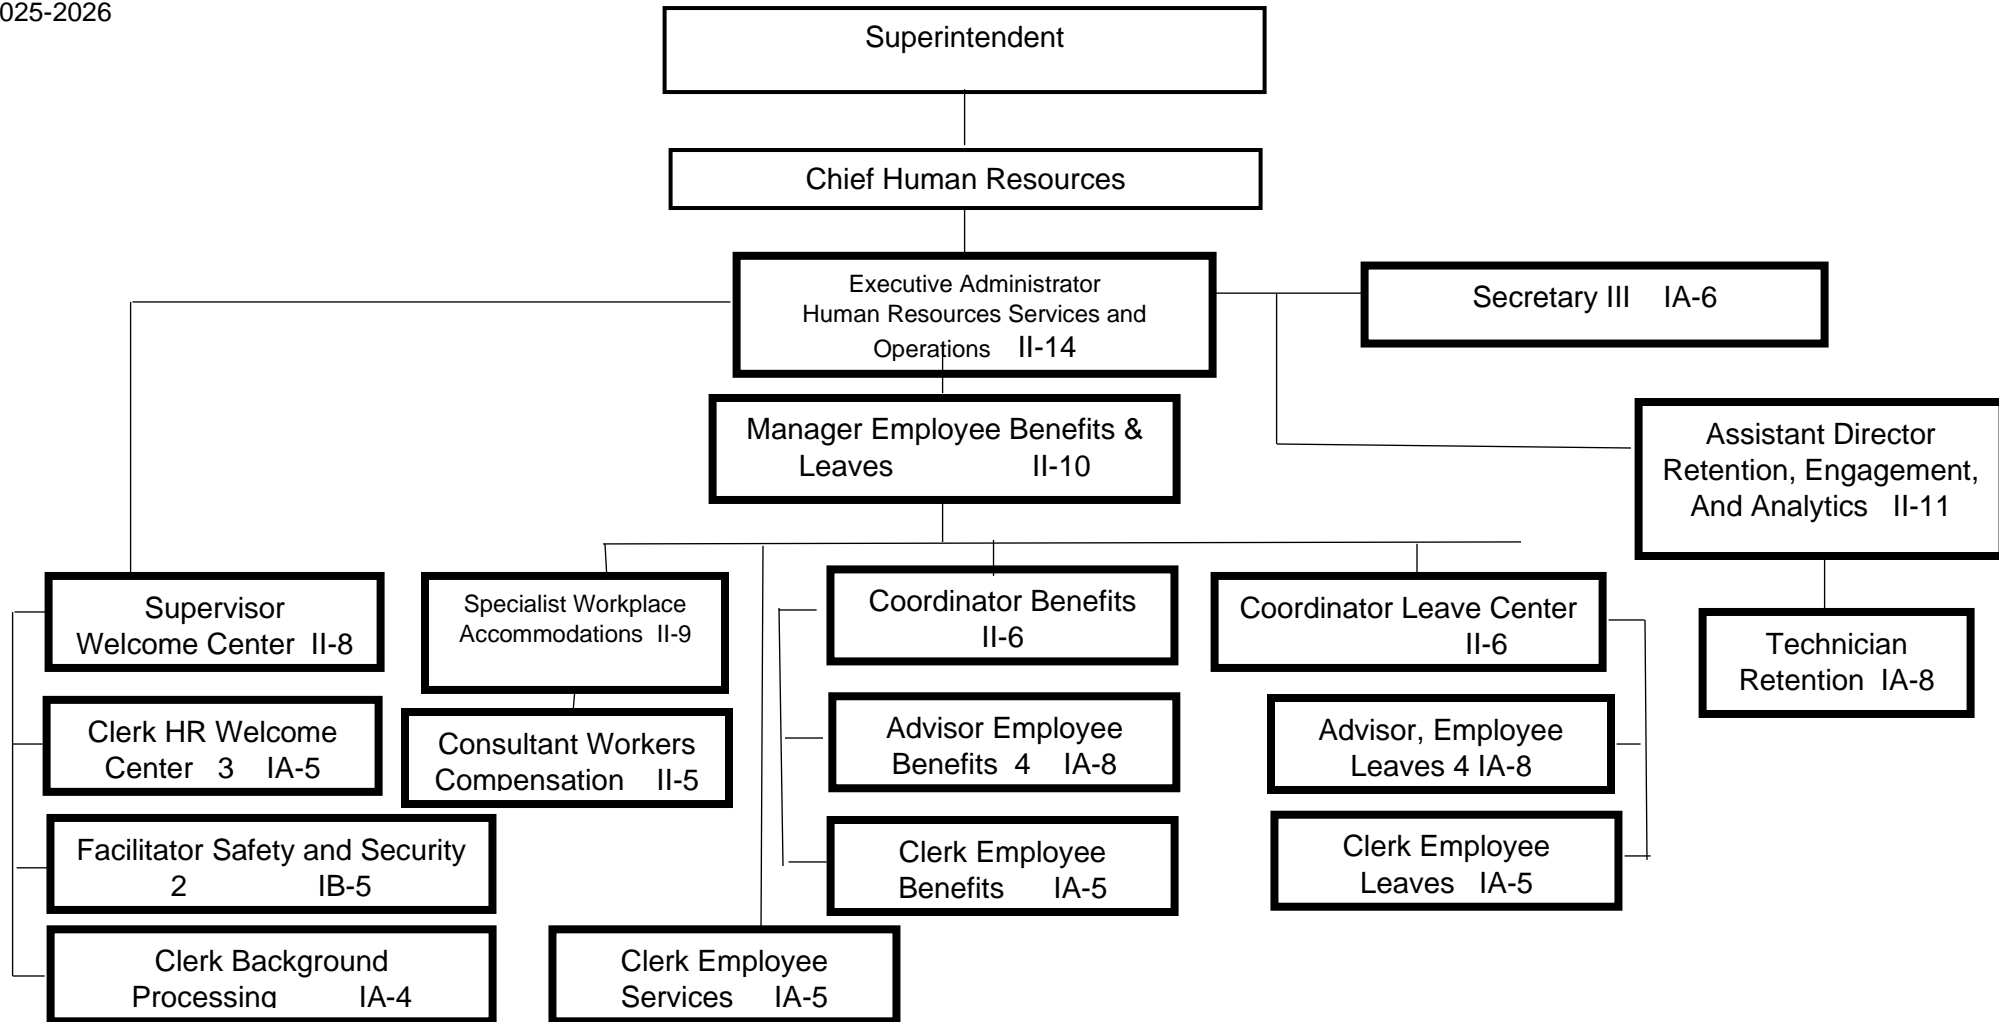 025-2026
Superintendent
Chief Human Resources
Executive Administrator
Human Resources Services and
Operations II-14
Secretary III IA-6
Manager Employee Benefits &
Leaves II-10
Assistant Director
Retention, Engagement,
And Analytics II-11
Supervisor
Welcome Center II-8
Specialist Workplace
Accommodations II-9
Coordinator Benefits
II-6
Coordinator Leave Center
II-6
Technician
Retention IA-8
Clerk HR Welcome
Center 3 IA-5
Consultant Workers
Compensation II-5
Advisor Employee
Benefits 4 IA-8
Advisor, Employee
Leaves 4 IA-8
Facilitator Safety and Security
2 IB-5
Clerk Employee
Benefits IA-5
Clerk Employee
Leaves IA-5
Clerk Background
Processing IA-4
Clerk Employee
Services IA-5